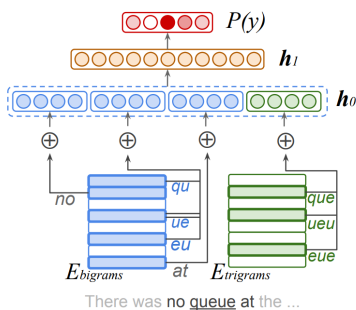 P(y)
h1
h0
no
qu
que
ue
ueu
eu
eue
at
Ebigrams
Etrigrams
There was no queue at the ...